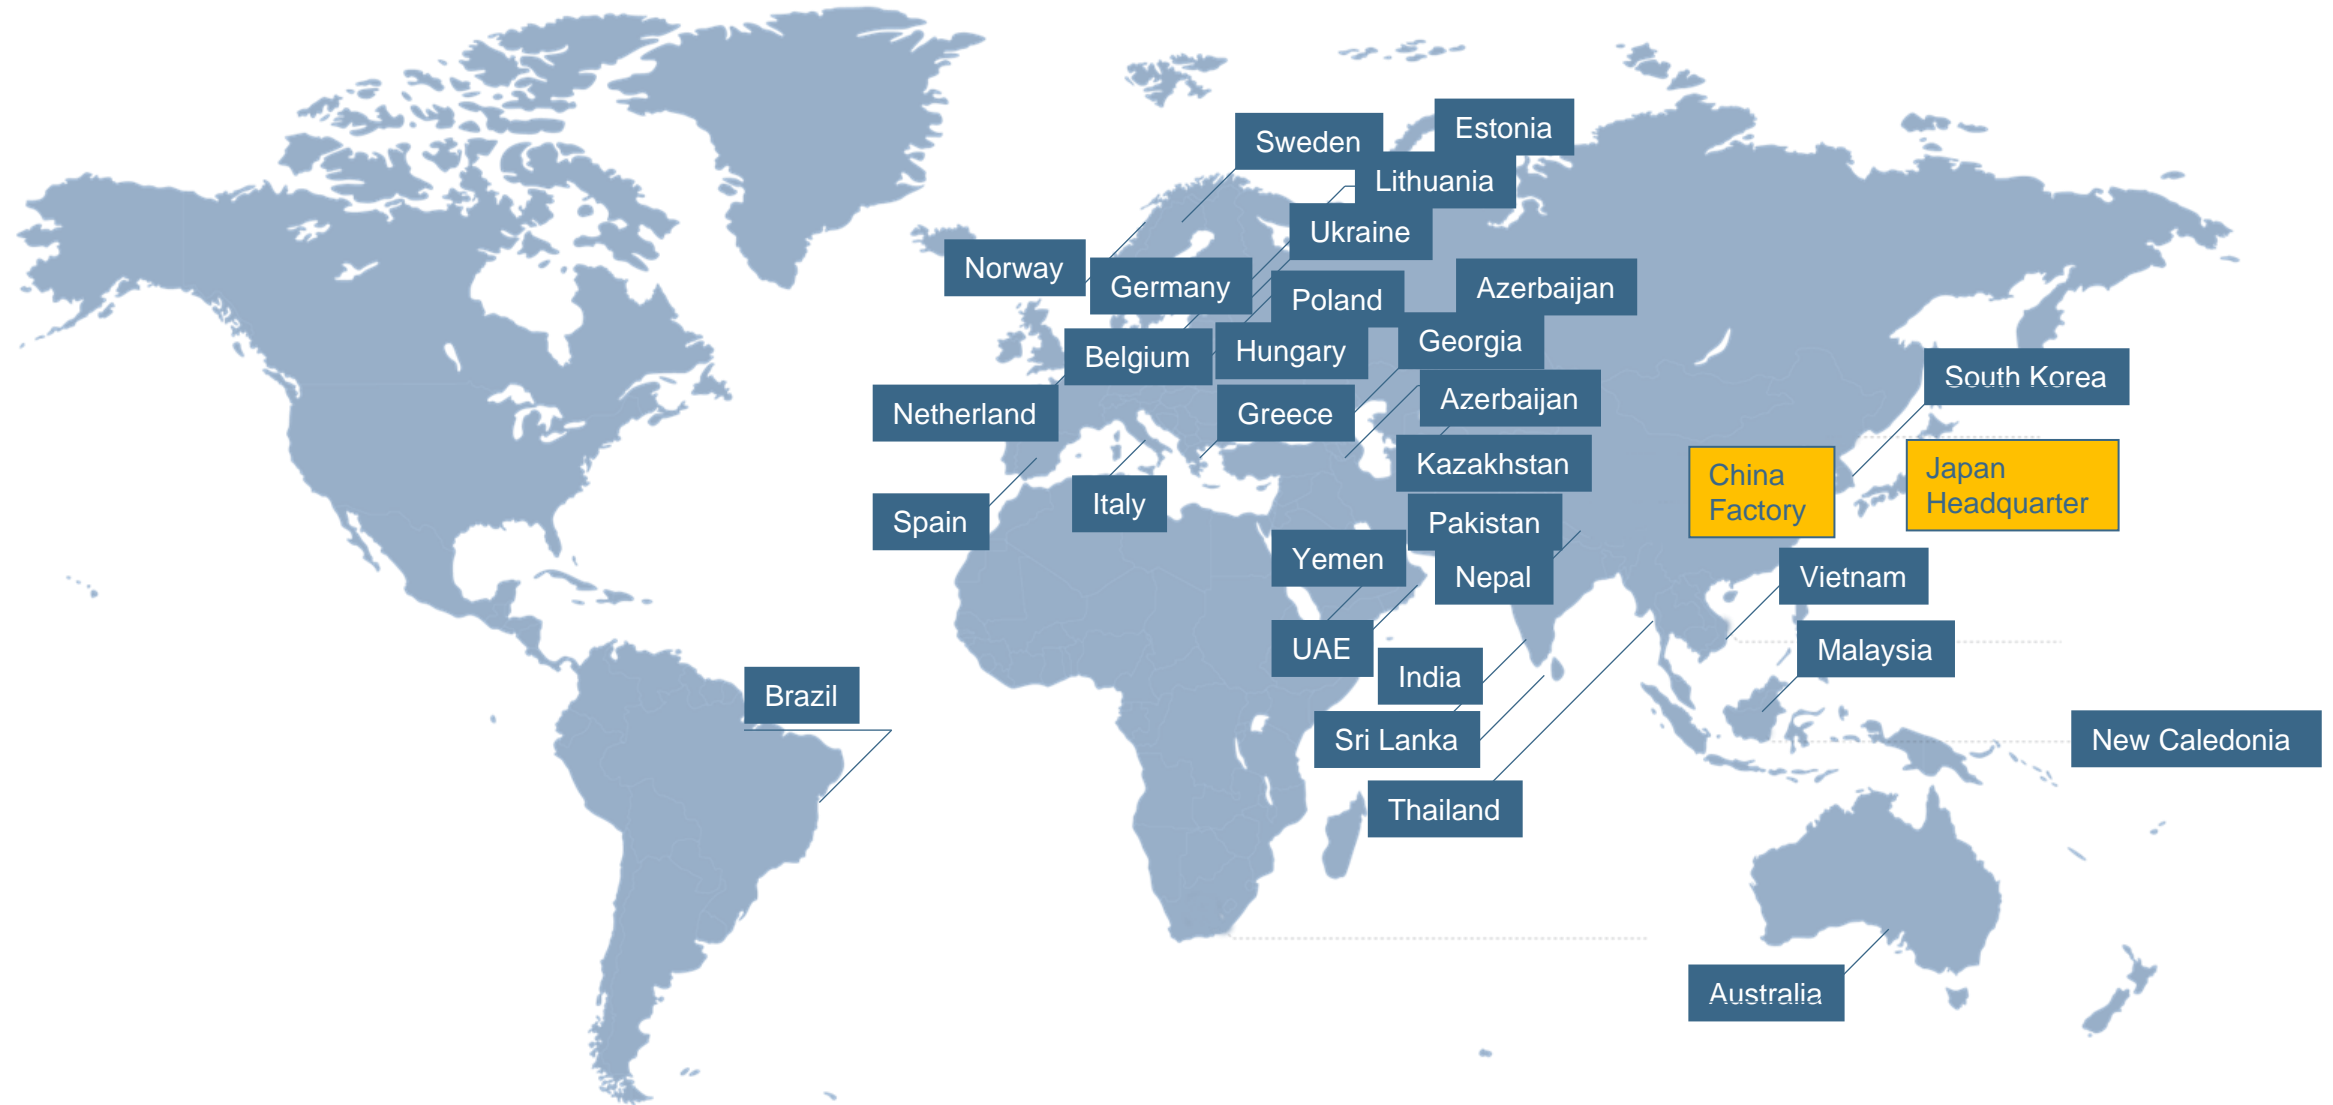 Sweden
Estonia
Lithuania
Ukraine
Norway
Germany
Poland
Azerbaijan
Belgium
Hungary
Georgia
South Korea
Netherland
Greece
Azerbaijan
Kazakhstan
China
Factory
Japan
Headquarter
Spain
Italy
Pakistan
Yemen
Nepal
Vietnam
UAE
India
Malaysia
Brazil
Sri Lanka
New Caledonia
Thailand
Australia